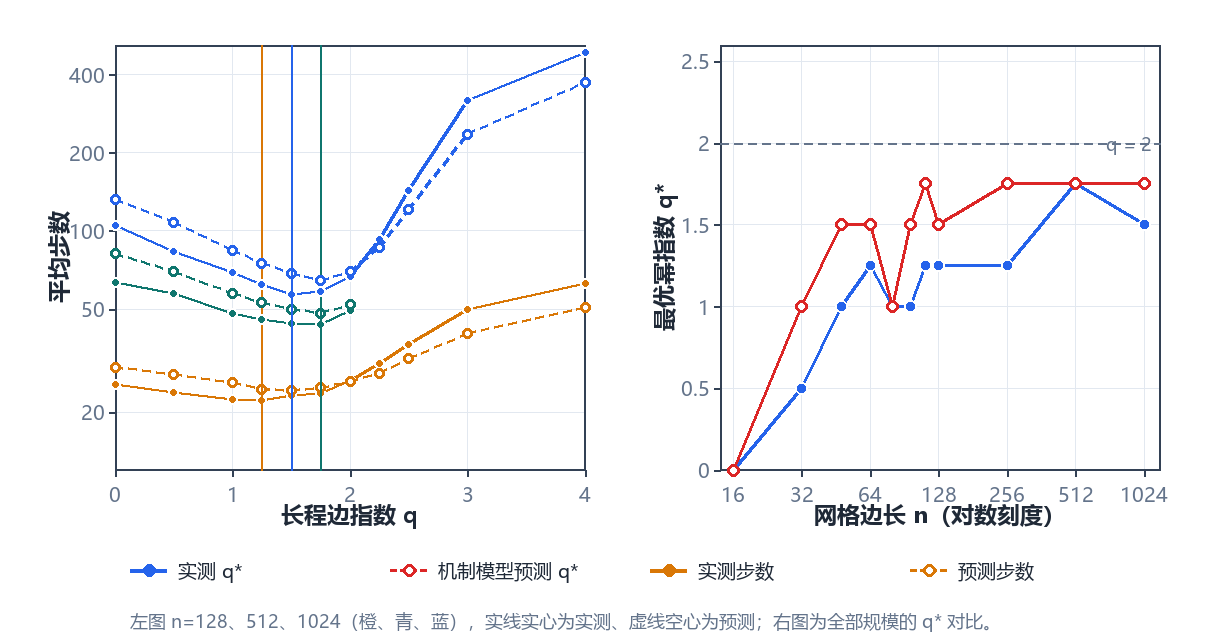 400
200
100
50
20
0
1
2
3
4
平均步数
长程边指数 q
2.5
2
1.5
1
0.5
0
q = 2
16
32
64
128
256
512
1024
最优幂指数 q*
网格边长 n（对数刻度）
实测 q*
机制模型预测 q*
实测步数
预测步数
左图 n=128、512、1024（橙、青、蓝），实线实心为实测、虚线空心为预测；右图为全部规模的 q* 对比。